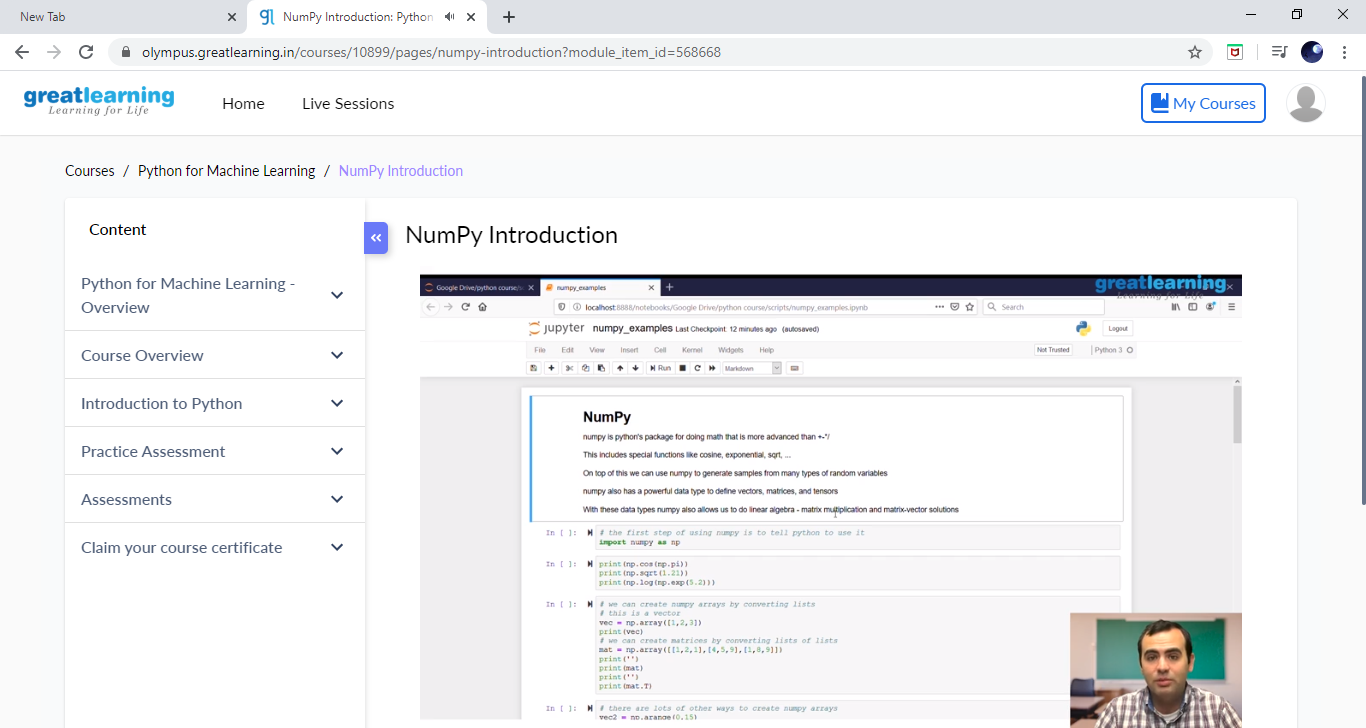 New Tab
NumPy Introduction: Python
olympus.greatlearning.in/courses/10899/pages/numpy-introduction?module_item_id=568668
greatlearning
Learning for Life
Home
Live Sessions
My Courses
Courses / Python for Machine Learning / NumPy Introduction
Content
Python for Machine Learning -
Overview
Course Overview
Introduction to Python
Practice Assessment
Assessments
Claim your course certificate
NumPy Introduction
Google Drive/python course/
numpy_examples
greatlearning
Learning for Life
localhost:8888/notebooks/Google Drive/python course/scripts/numpy_examples.ipynb
Search
jupyter numpy_examples Last Checkpoint: 12 minutes ago (autosaved)
Logout
File Edit View Insert Cell Kernel Widgets Help
Not Trusted
Python 3
Run
Markdown
NumPy
numpy is python's package for doing math that is more advanced than +-*/
This includes special functions like cosine, exponential, sqrt, ...
On top of this we can use numpy to generate samples from many types of random variables
numpy also has a powerful data type to define vectors, matrices, and tensors
With these data types numpy also allows us to do linear algebra - matrix multiplication and matrix-vector solutions
In [ ]: # the first step of using numpy is to tell python to use it
import numpy as np
In [ ]: print(np.cos(np.pi))
print(np.sqrt(1.21))
print(np.log(np.exp(5.2)))
In [ ]: # we can create numpy arrays by converting lists
# this is a vector
vec = np.array([1,2,3])
print(vec)
# we can create matrices by converting lists of lists
mat = np.array([[1,2,1],[4,5,9],[1,8,9]])
print('')
print(mat)
print('')
print(mat.T)
In [ ]: # there are lots of other ways to create numpy arrays
vec2 = np.arange(0,15)